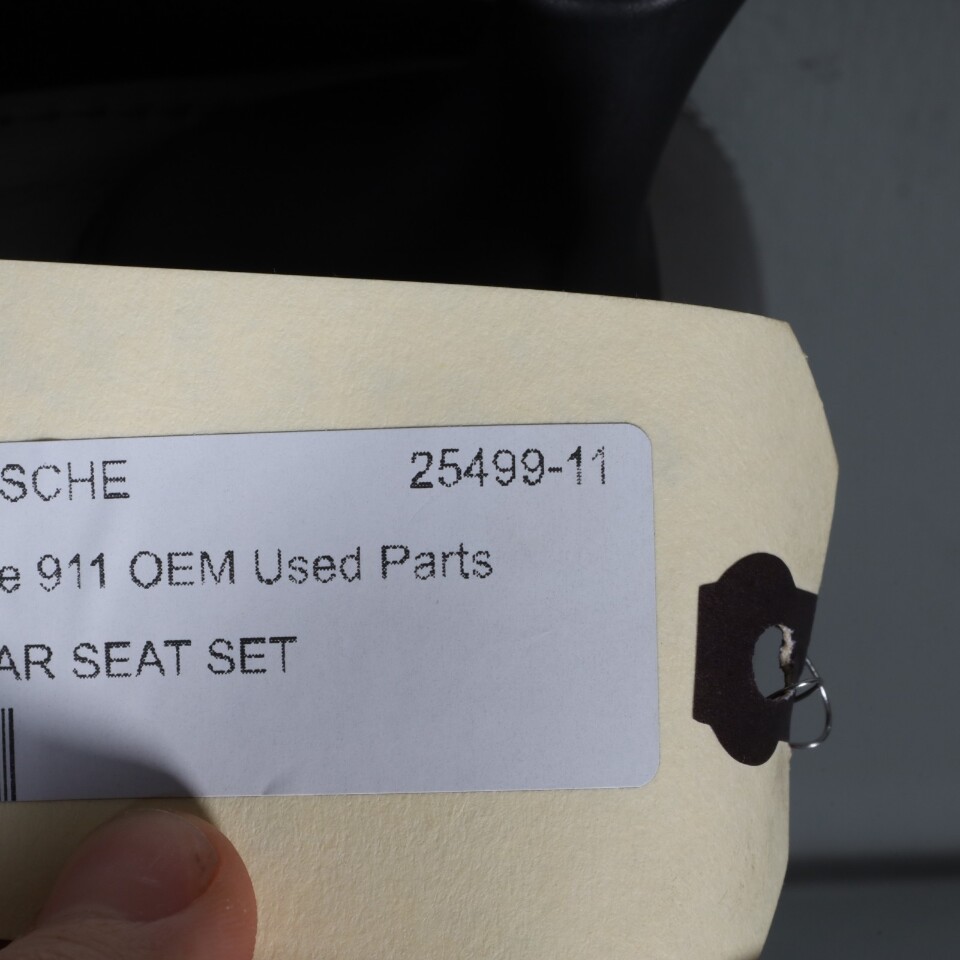 SCHE 25499-11
e 911 OEM Used Parts
AR SEAT SET